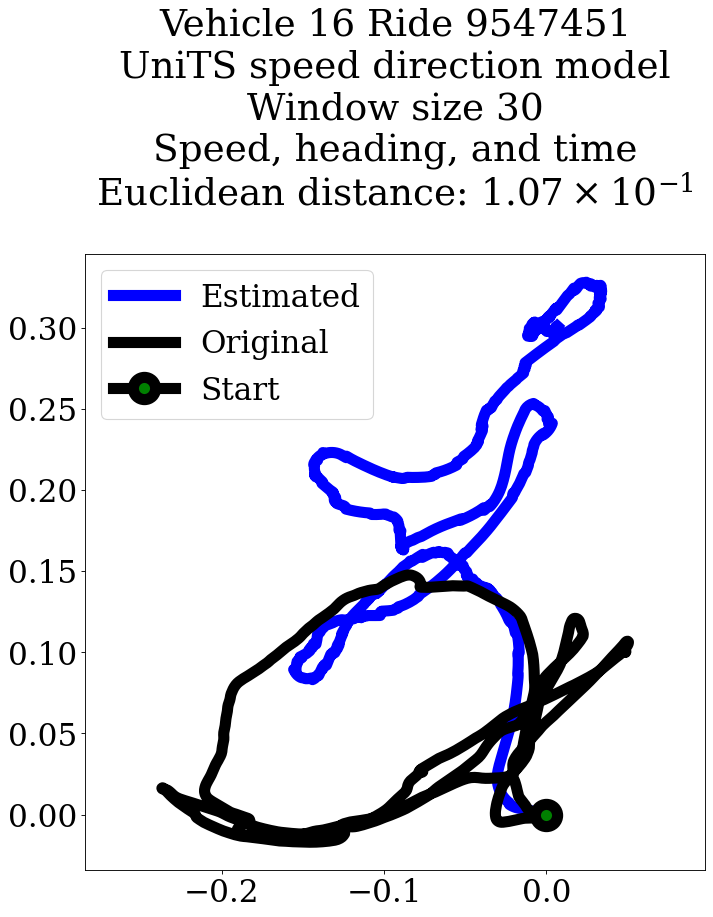 Vehicle 16 Ride 9547451
UniTS speed direction model
Window size 30
Speed, heading, and time
Euclidean distance: 1.07 × 10⁻¹
Estimated
Original
Start
0.30
0.25
0.20
0.15
0.10
0.05
0.00
−0.2 −0.1 0.0